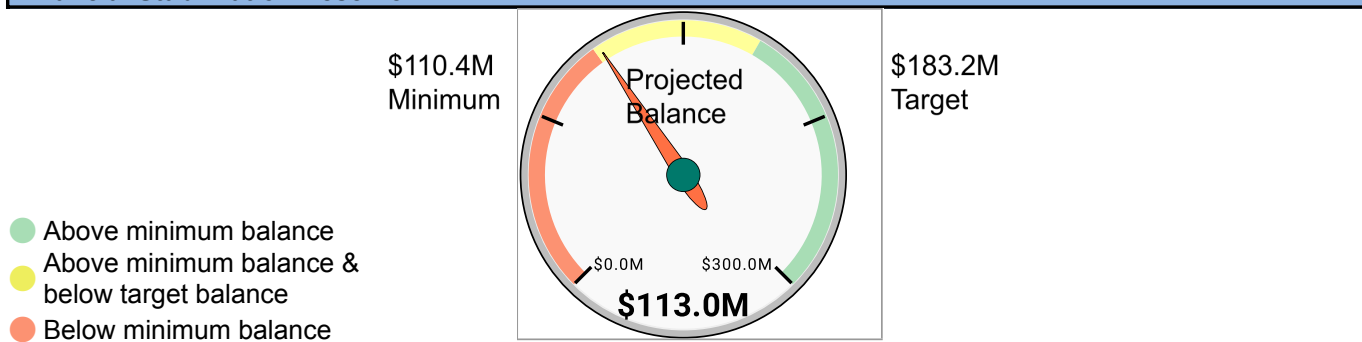 $110.4M
Minimum
Projected
Balance
$183.2M
Target
Above minimum balance
Above minimum balance &
below target balance
Below minimum balance
$0.0M
$300.0M
$113.0M